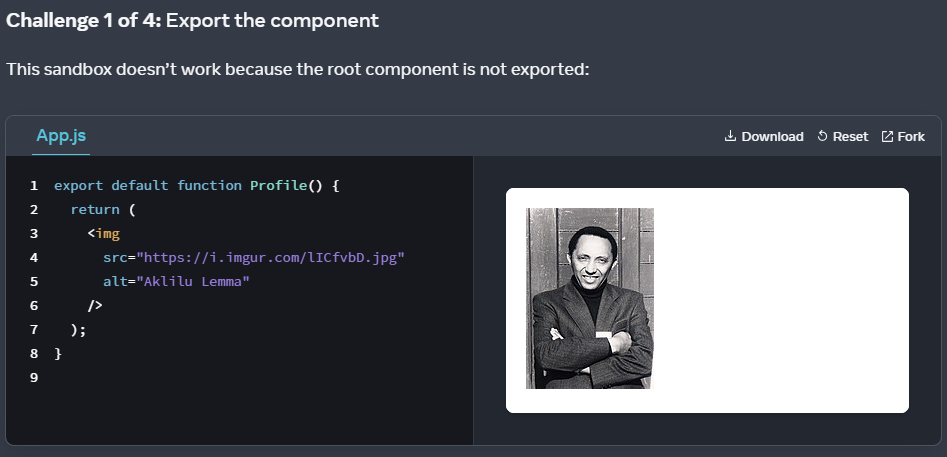 Challenge 1 of 4: Export the component
This sandbox doesn’t work because the root component is not exported:
App.js
Download Reset Fork
1 export default function Profile() {
2   return (
3     <img
4       src="https://i.imgur.com/lICfvbD.jpg"
5       alt="Aklilu Lemma"
6     />
7   );
8 }
9